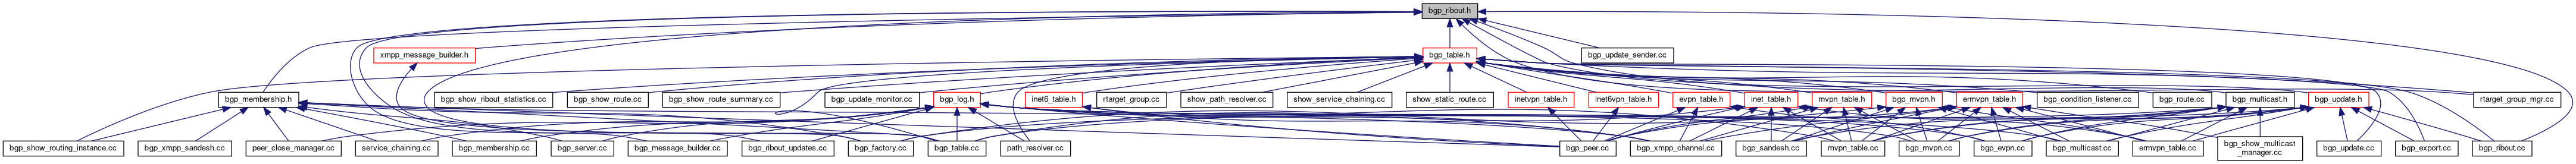 bgp_ribout.h
xmpp_message_builder.h
bgp_table.h
bgp_update_sender.cc
bgp_membership.h
bgp_show_ribout_statistics.cc
bgp_show_route.cc
bgp_show_route_summary.cc
bgp_update_monitor.cc
bgp_log.h
inet6_table.h
rtarget_group.cc
show_path_resolver.cc
show_service_chaining.cc
show_static_route.cc
inetvpn_table.h
inet6vpn_table.h
evpn_table.h
inet_table.h
mvpn_table.h
bgp_mvpn.h
ermvpn_table.h
bgp_condition_listener.cc
bgp_route.cc
bgp_multicast.h
bgp_update.h
rtarget_group_mgr.cc
bgp_show_routing_instance.cc
bgp_xmpp_sandesh.cc
peer_close_manager.cc
service_chaining.cc
bgp_membership.cc
bgp_server.cc
bgp_message_builder.cc
bgp_ribout_updates.cc
bgp_factory.cc
bgp_table.cc
path_resolver.cc
bgp_peer.cc
bgp_xmpp_channel.cc
bgp_sandesh.cc
mvpn_table.cc
bgp_mvpn.cc
bgp_evpn.cc
bgp_multicast.cc
ermvpn_table.cc
bgp_show_multicast
_manager.cc
bgp_update.cc
bgp_export.cc
bgp_ribout.cc